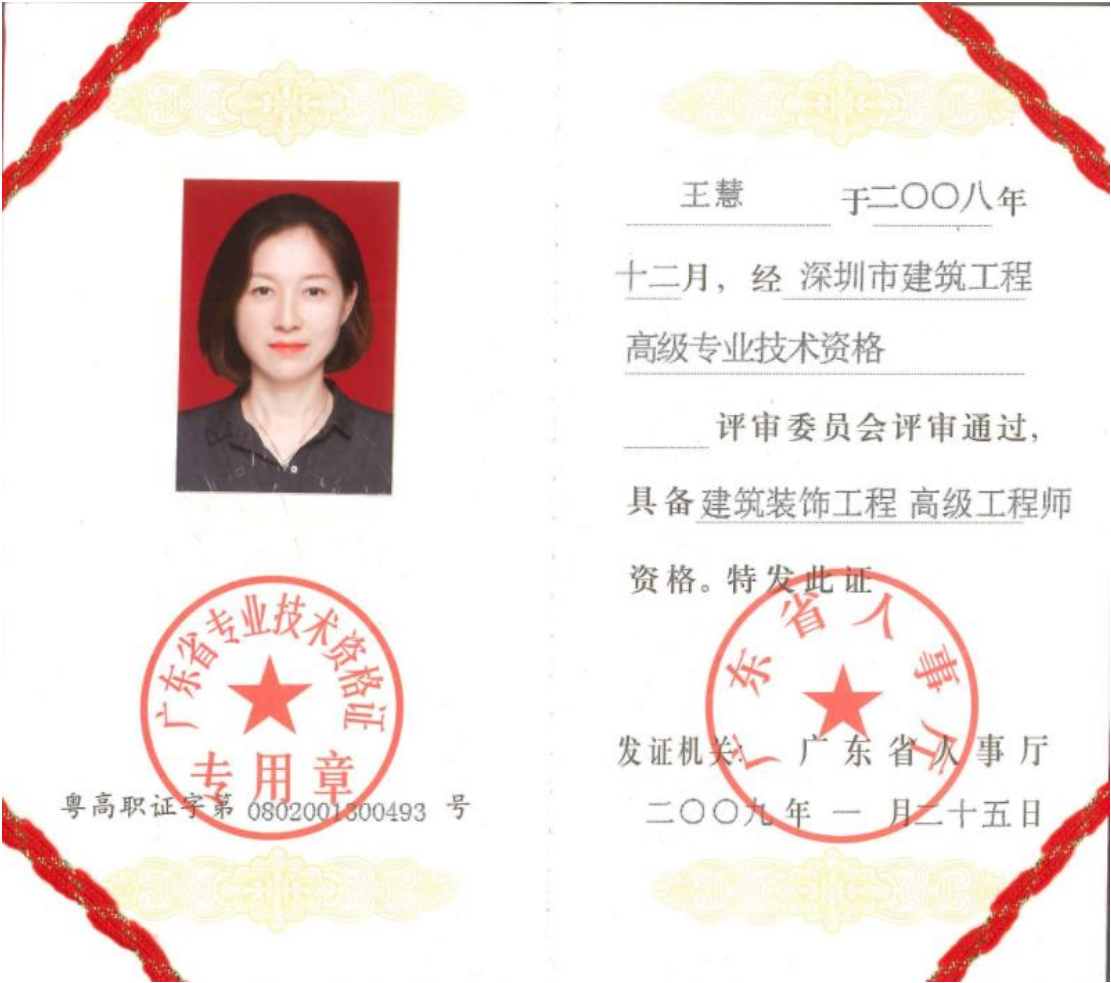 广东省专业技术资格证
专用章
粤高职证字第 0802001300493 号
王慧 于二〇〇八年
十二月，经 深圳市建筑工程
高级专业技术资格
评审委员会评审通过，
具备 建筑装饰工程 高级工程师
资格。特发此证
广东省人事厅
发证机关: 广东省人事厅
二〇〇九年一月二十五日